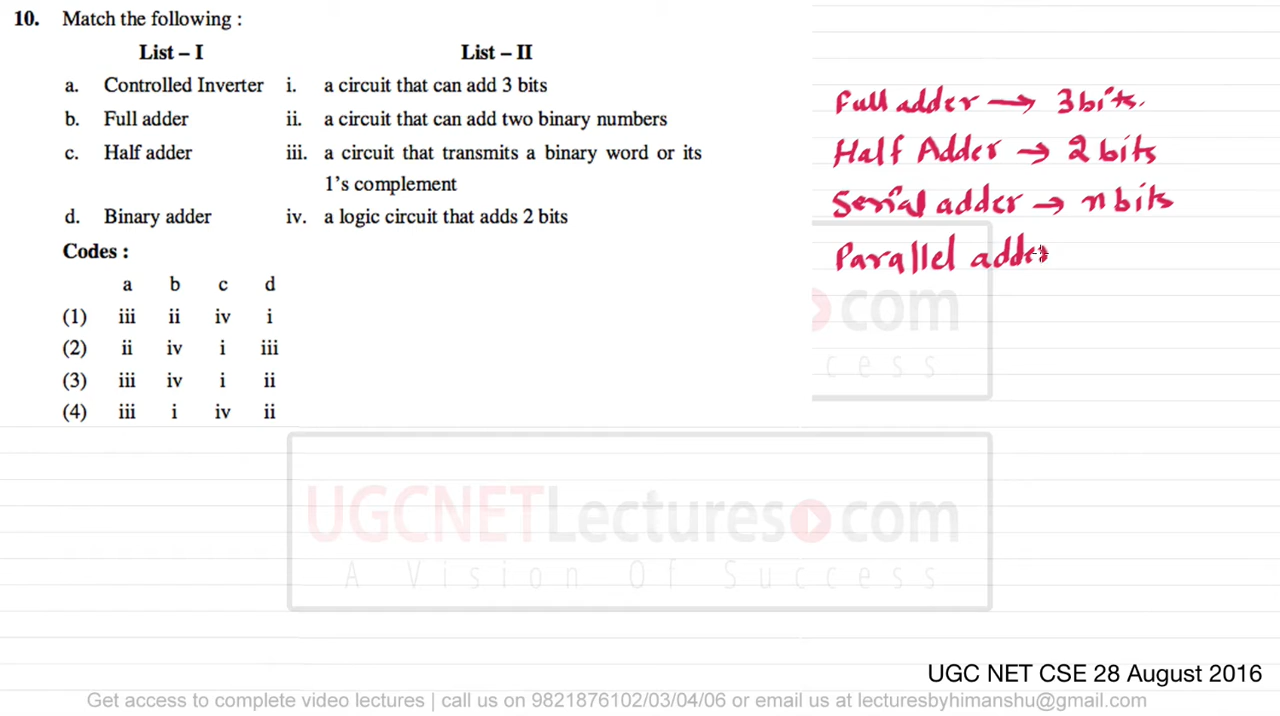 10. Match the following :
List – I List – II
a. Controlled Inverter i. a circuit that can add 3 bits
b. Full adder ii. a circuit that can add two binary numbers
c. Half adder iii. a circuit that transmits a binary word or its
1's complement
d. Binary adder iv. a logic circuit that adds 2 bits
Codes :
a b c d
(1) iii ii iv i
(2) ii iv i iii
(3) iii iv i ii
(4) iii i iv ii
Full adder → 3 bits.
Half Adder → 2 bits
Serial adder → n bits
Parallel adder
com
c e s s
UGCNETLectures.com
A Vision Of Success
UGC NET CSE 28 August 2016
Get access to complete video lectures | call us on 9821876102/03/04/06 or email us at lecturesbyhimanshu@gmail.com